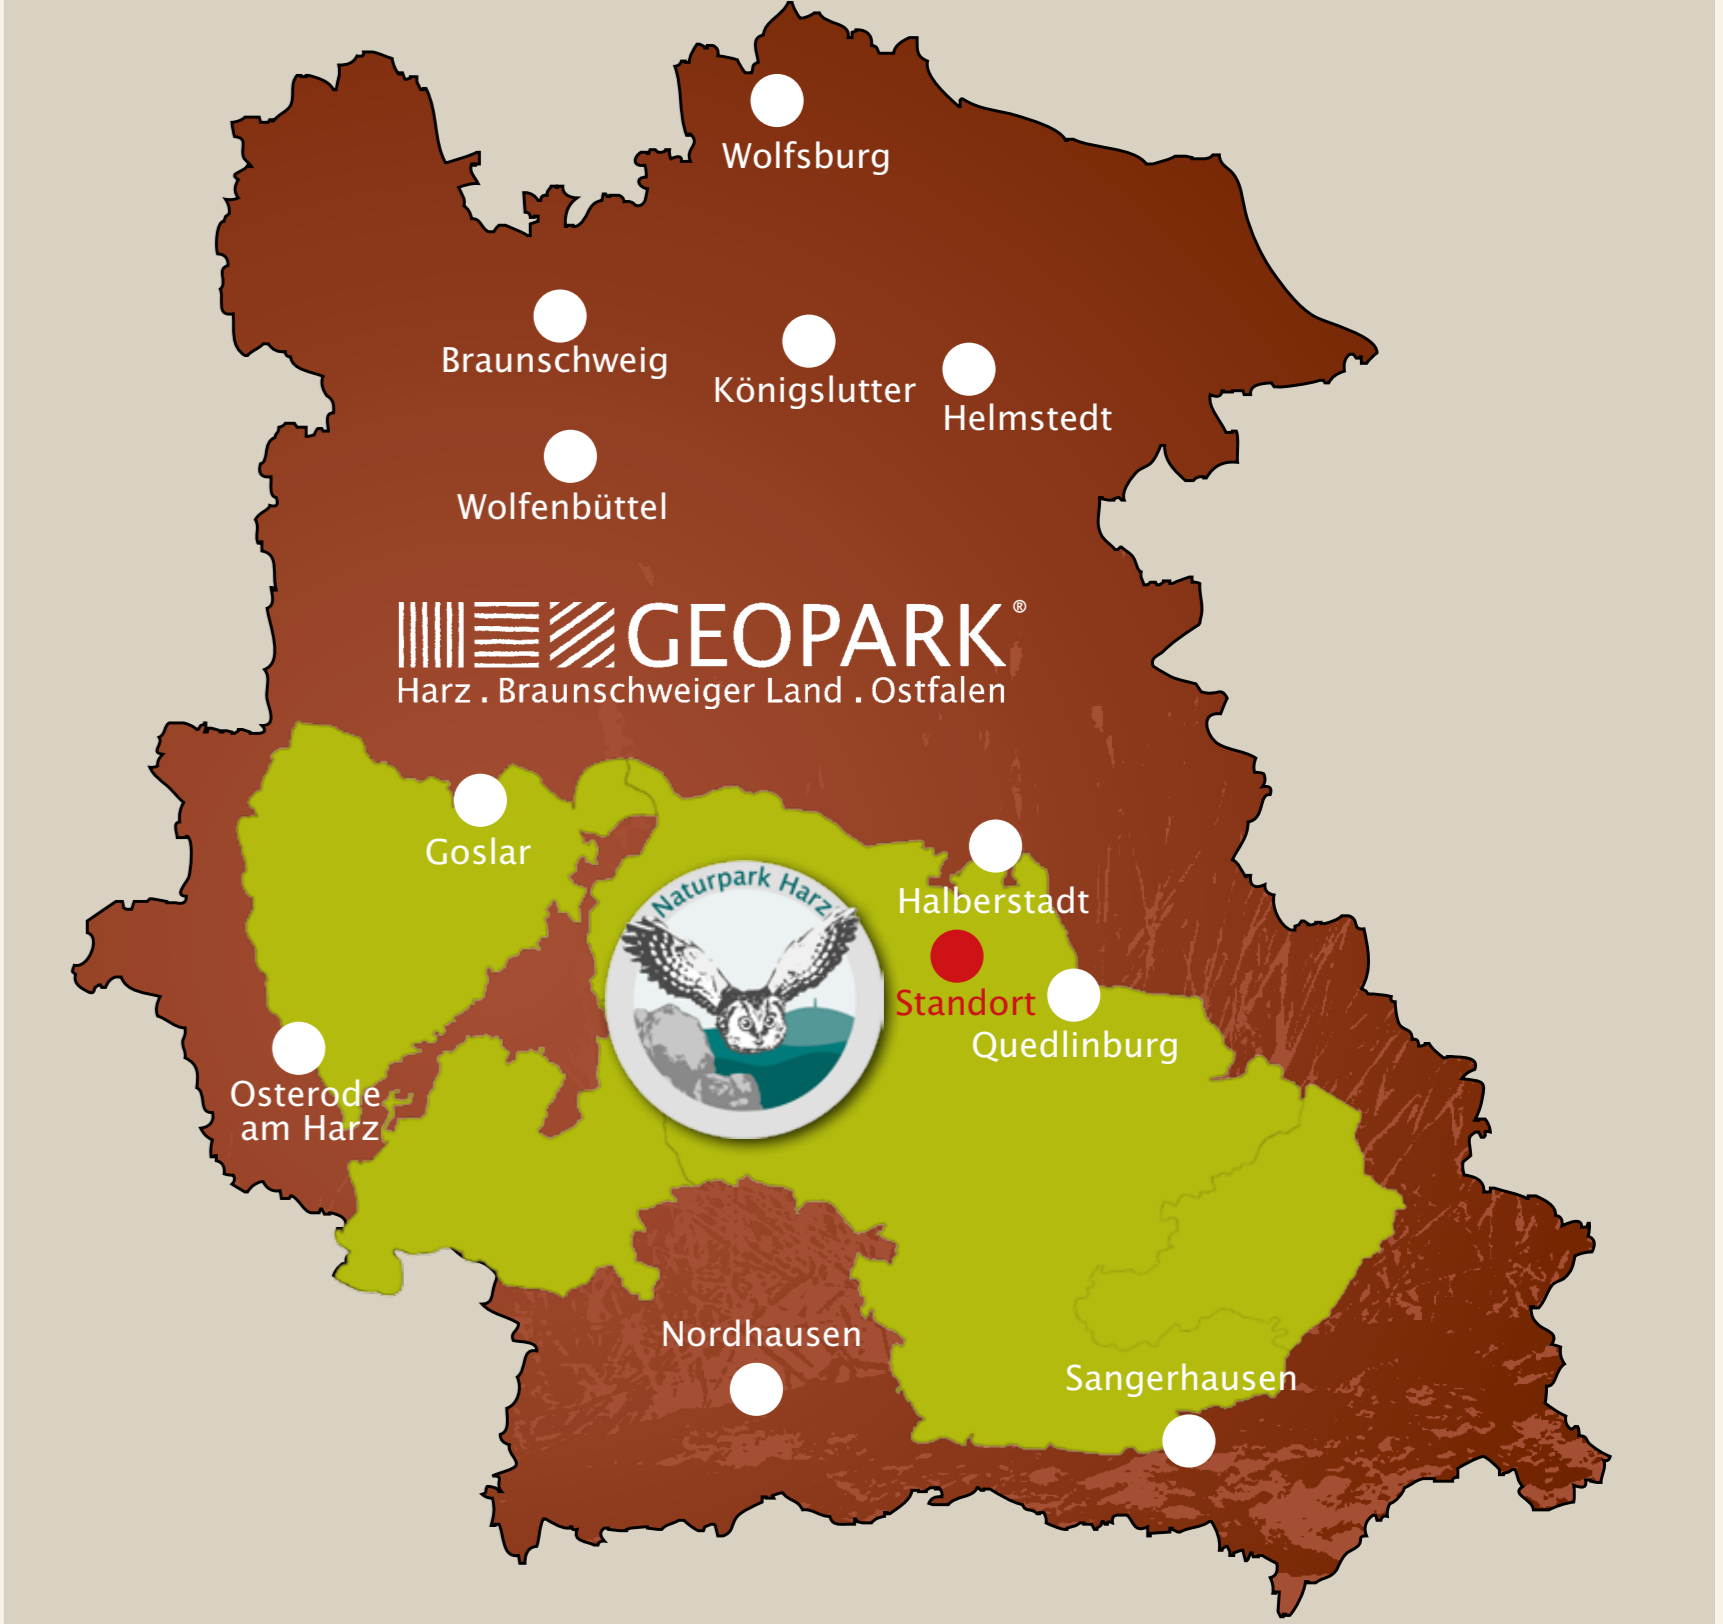 Wolfsburg
Braunschweig
Königslutter
Helmstedt
Wolfenbüttel
GEOPARK®
Harz . Braunschweiger Land . Ostfalen
Goslar
Naturpark Harz
Halberstadt
Standort
Quedlinburg
Osterode
am Harz
Nordhausen
Sangerhausen